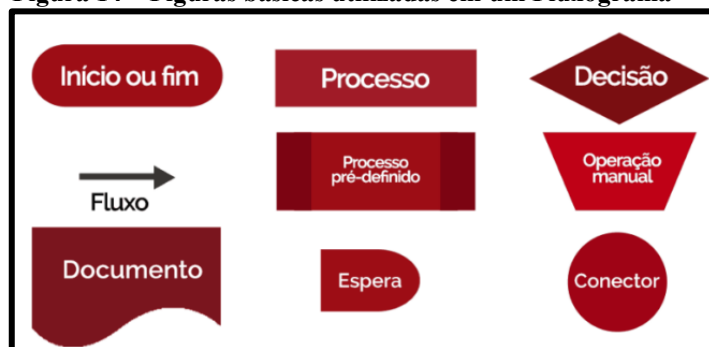 Início ou fim
Processo
Decisão
Fluxo
Processo
pré-definido
Operação
manual
Documento
Espera
Conector